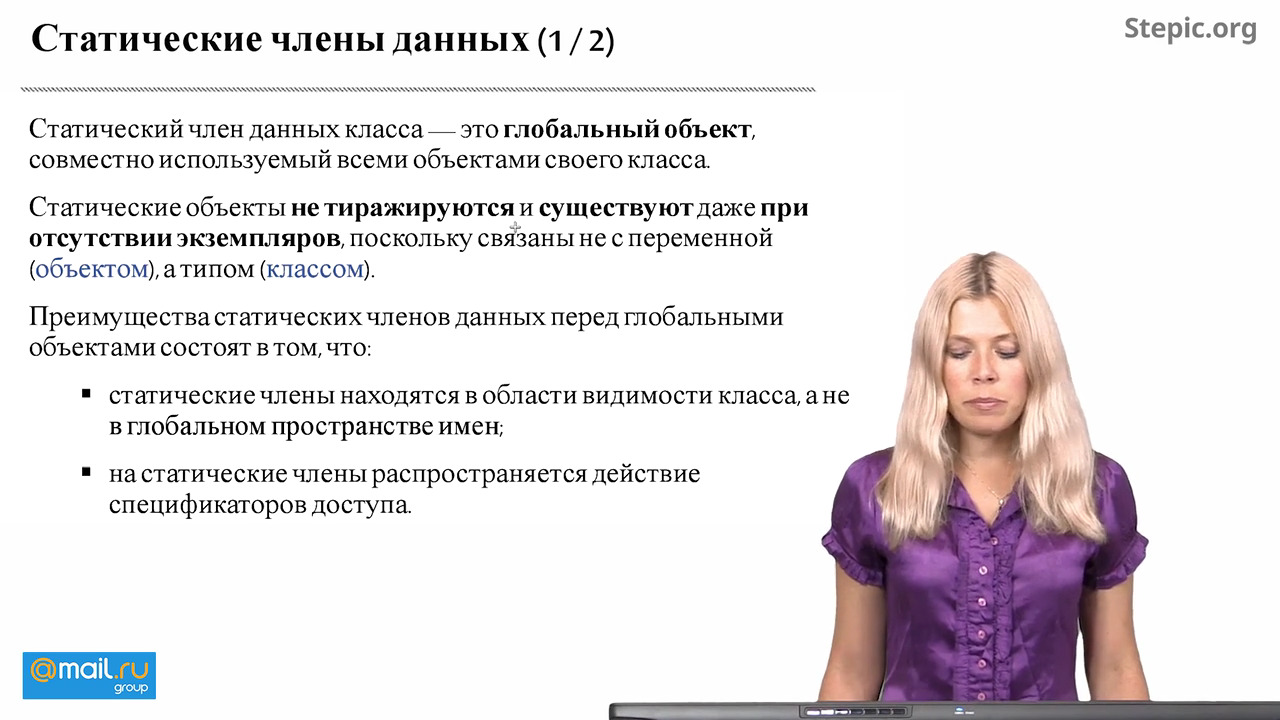 Статические члены данных (1 / 2)
Stepic.org
Статический член данных класса — это глобальный объект,
совместно используемый всеми объектами своего класса.
Статические объекты не тиражируются и существуют даже при
отсутствии экземпляров, поскольку связаны не с переменной
(объектом), а типом (классом).
Преимущества статических членов данных перед глобальными
объектами состоят в том, что:
▪ статические члены находятся в области видимости класса, а не
в глобальном пространстве имен;
▪ на статические члены распространяется действие
спецификаторов доступа.
@mail.ru
group